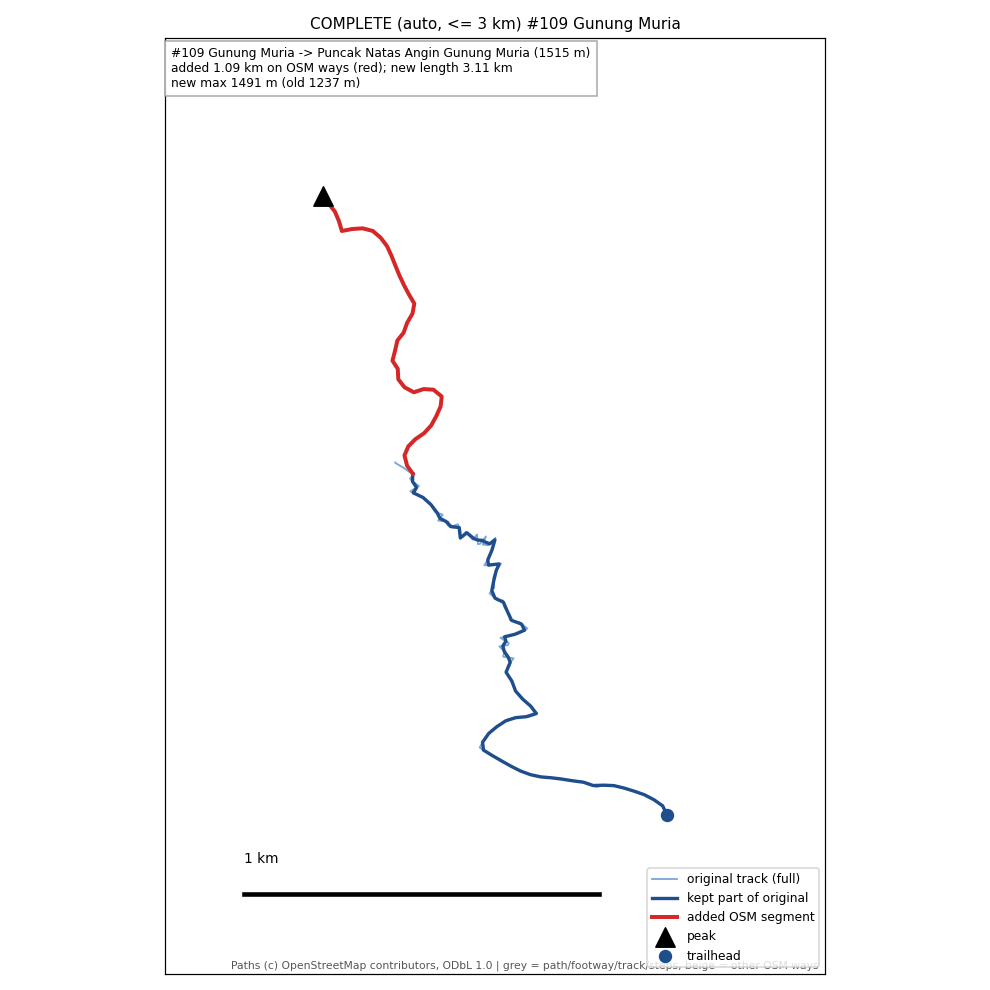 COMPLETE (auto, <= 3 km) #109 Gunung Muria
#109 Gunung Muria -> Puncak Natas Angin Gunung Muria (1515 m)
added 1.09 km on OSM ways (red); new length 3.11 km
new max 1491 m (old 1237 m)
1 km
original track (full)
kept part of original
added OSM segment
peak
trailhead
Paths (c) OpenStreetMap contributors, ODbL 1.0 | grey = path/footway/track/steps, beige = other OSM ways